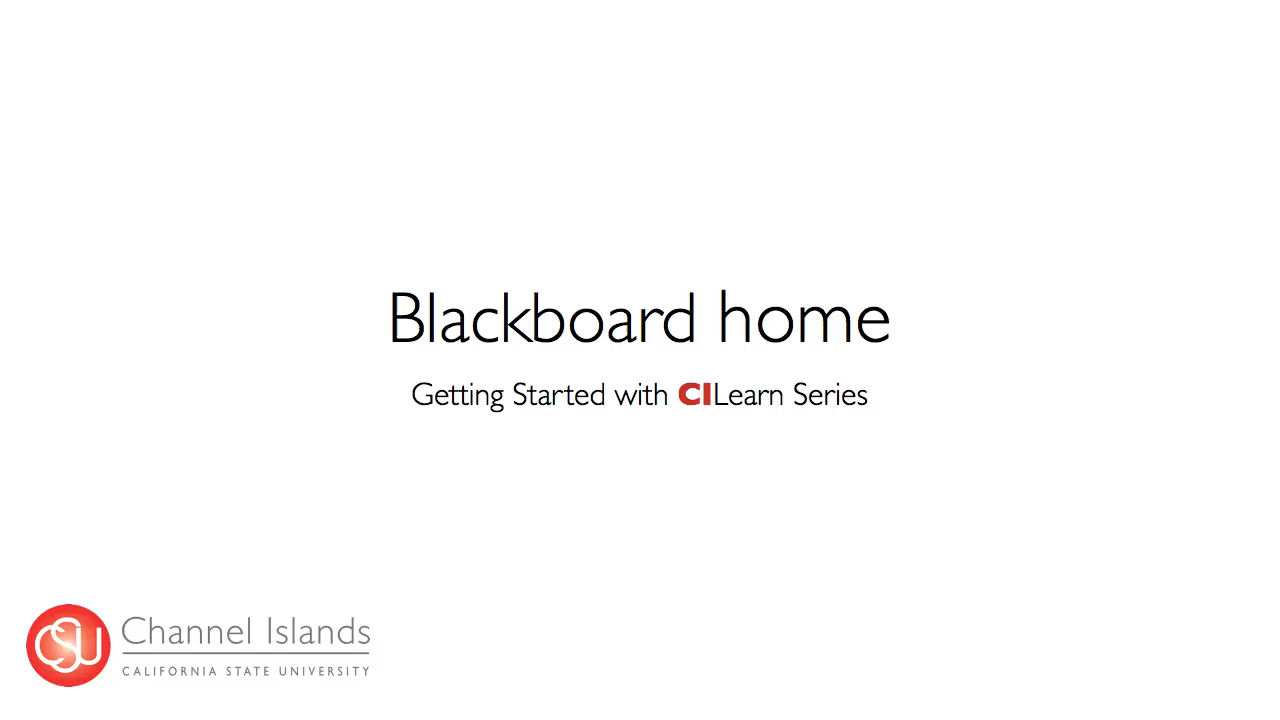 Blackboard home
Getting Started with CILearn Series
CSU
Channel Islands
CALIFORNIA STATE UNIVERSITY